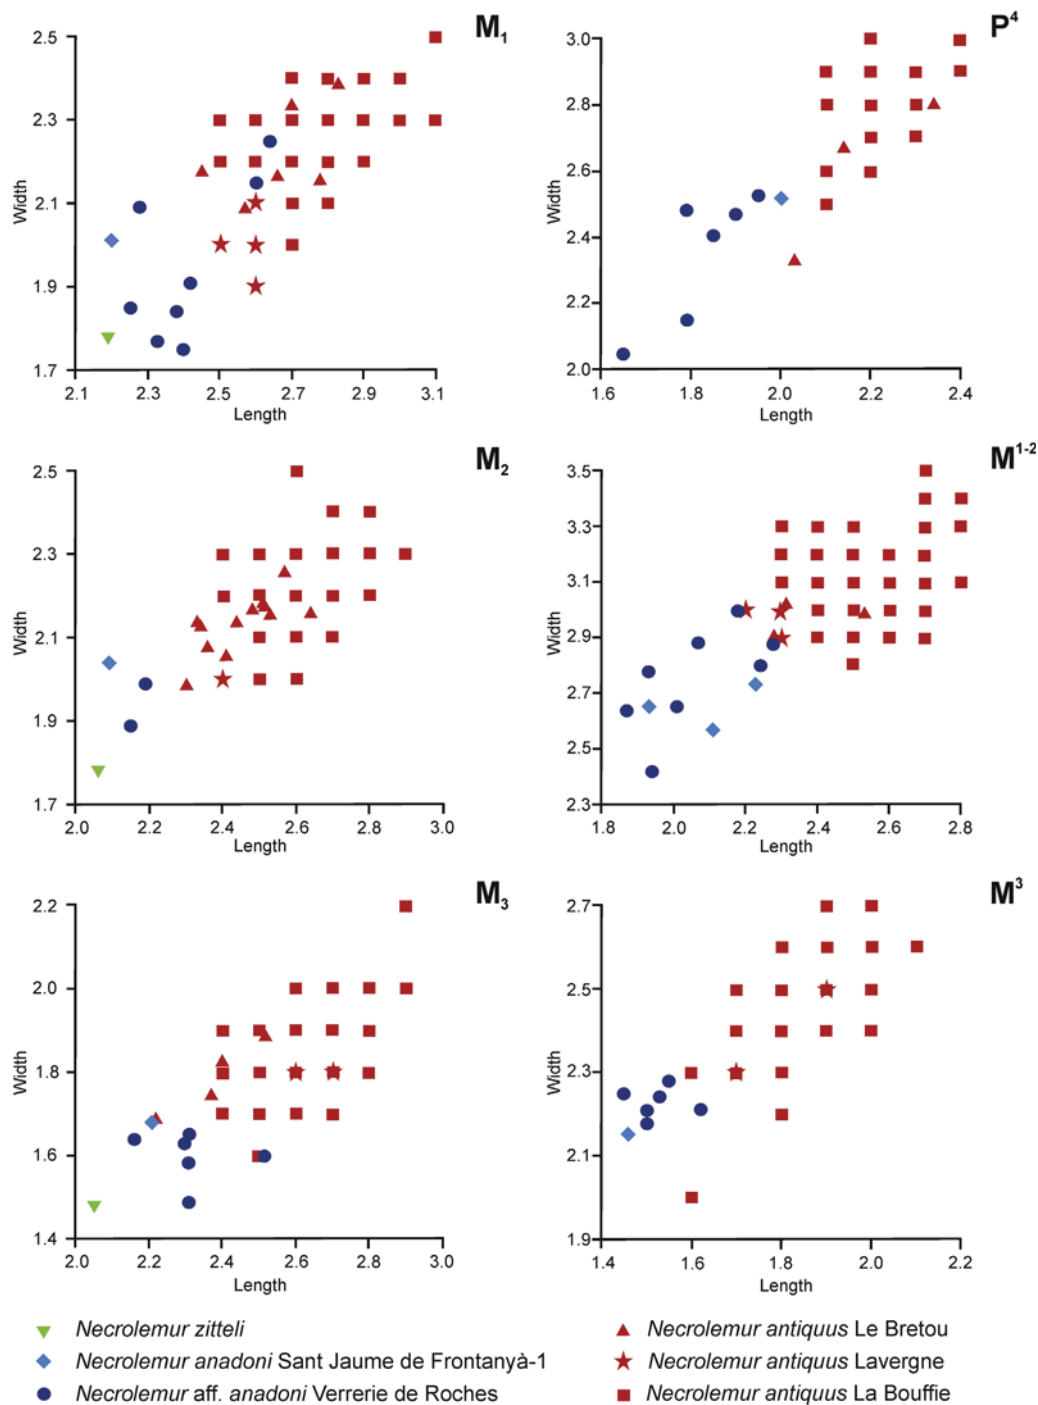 M1
2.5
2.3
2.1
1.9
1.7
Width
2.1 2.3 2.5 2.7 2.9 3.1
Length
P4
3.0
2.8
2.6
2.4
2.2
2.0
Width
1.6 1.8 2.0 2.2 2.4
Length
M2
2.5
2.3
2.1
1.9
1.7
Width
2.0 2.2 2.4 2.6 2.8 3.0
Length
M1-2
3.5
3.3
3.1
2.9
2.7
2.5
2.3
Width
1.8 2.0 2.2 2.4 2.6 2.8
Length
M3
2.2
2.0
1.8
1.6
1.4
Width
2.0 2.2 2.4 2.6 2.8 3.0
Length
M3
2.7
2.5
2.3
2.1
1.9
Width
1.4 1.6 1.8 2.0 2.2
Length
Necrolemur zitteli
Necrolemur anadoni Sant Jaume de Frontanyà-1
Necrolemur aff. anadoni Verrerie de Roches
Necrolemur antiquus Le Bretou
Necrolemur antiquus Lavergne
Necrolemur antiquus La Bouffie